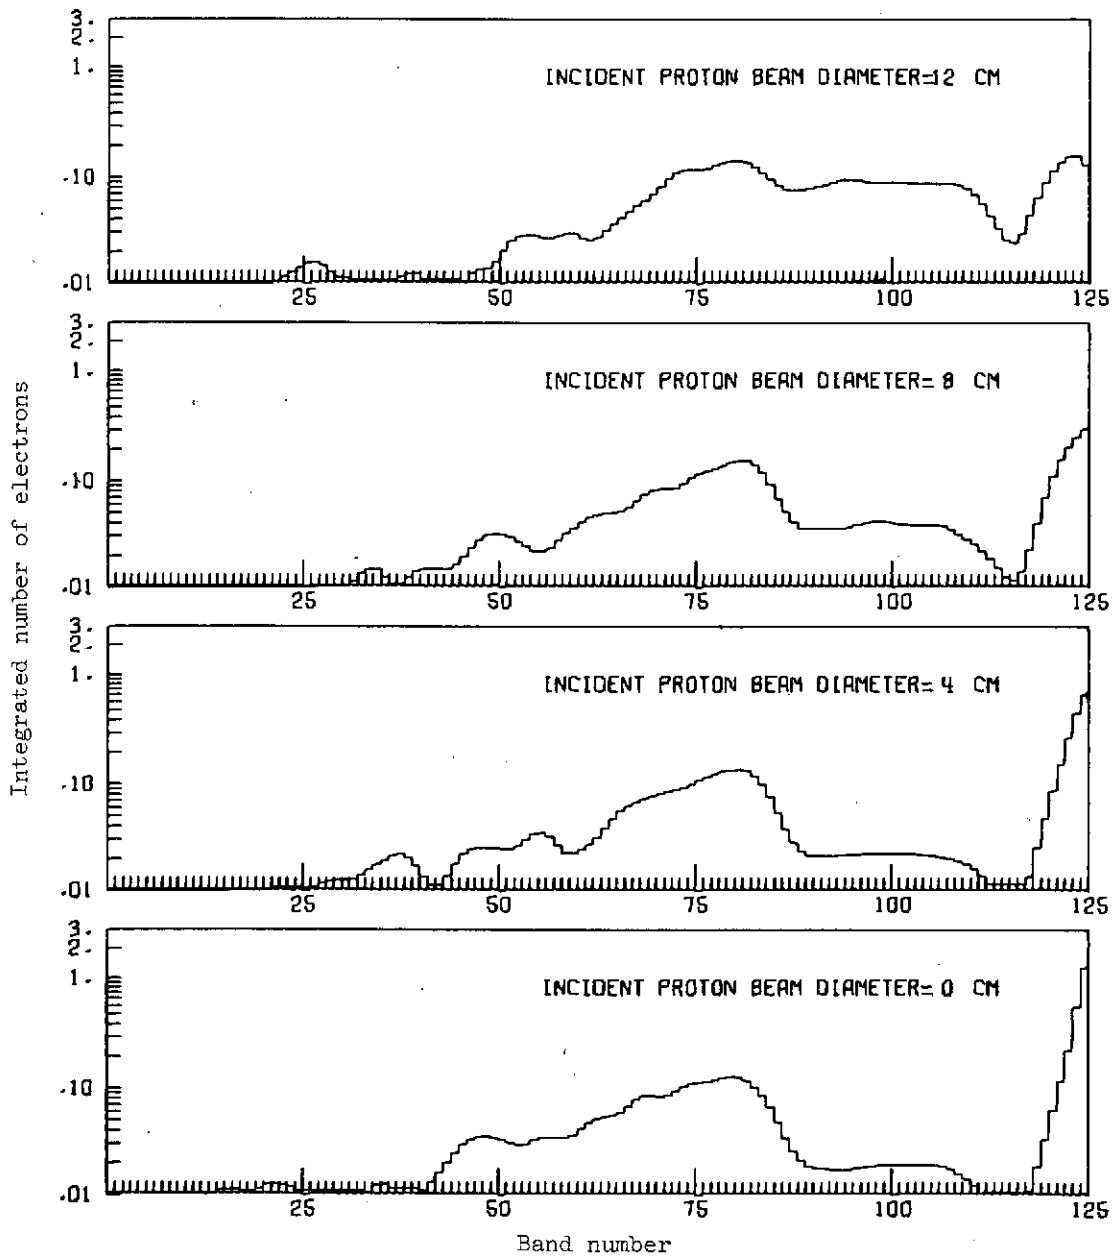 3.
2.
1.
.10
.01
INCIDENT PROTON BEAM DIAMETER=12 CM
25 50 75 100 125
3.
2.
1.
.10
.01
INCIDENT PROTON BEAM DIAMETER= 8 CM
25 50 75 100 125
3.
2.
1.
.10
.01
INCIDENT PROTON BEAM DIAMETER= 4 CM
25 50 75 100 125
3.
2.
1.
.10
.01
INCIDENT PROTON BEAM DIAMETER= 0 CM
25 50 75 100 125
Integrated number of electrons
Band number